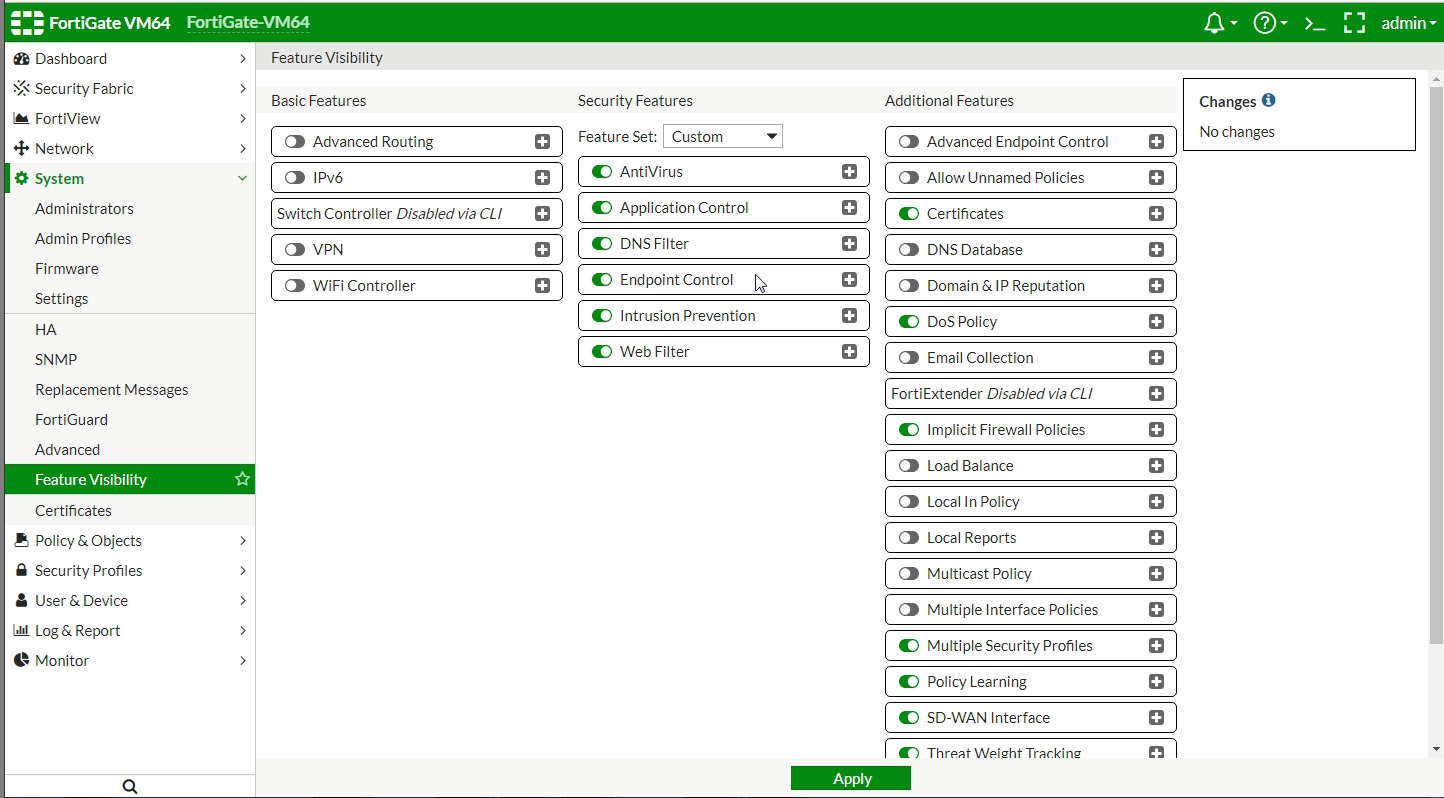 FortiGate VM64 FortiGate-VM64 admin
Dashboard
Security Fabric
FortiView
Network
System
Administrators
Admin Profiles
Firmware
Settings
HA
SNMP
Replacement Messages
FortiGuard
Advanced
Feature Visibility
Certificates
Policy & Objects
Security Profiles
User & Device
Log & Report
Monitor
Feature Visibility
Basic Features
Advanced Routing
IPv6
Switch Controller Disabled via CLI
VPN
WiFi Controller
Security Features
Feature Set: Custom
AntiVirus
Application Control
DNS Filter
Endpoint Control
Intrusion Prevention
Web Filter
Additional Features
Advanced Endpoint Control
Allow Unnamed Policies
Certificates
DNS Database
Domain & IP Reputation
DoS Policy
Email Collection
FortiExtender Disabled via CLI
Implicit Firewall Policies
Load Balance
Local In Policy
Local Reports
Multicast Policy
Multiple Interface Policies
Multiple Security Profiles
Policy Learning
SD-WAN Interface
Threat Weight Tracking
Changes
No changes
Apply